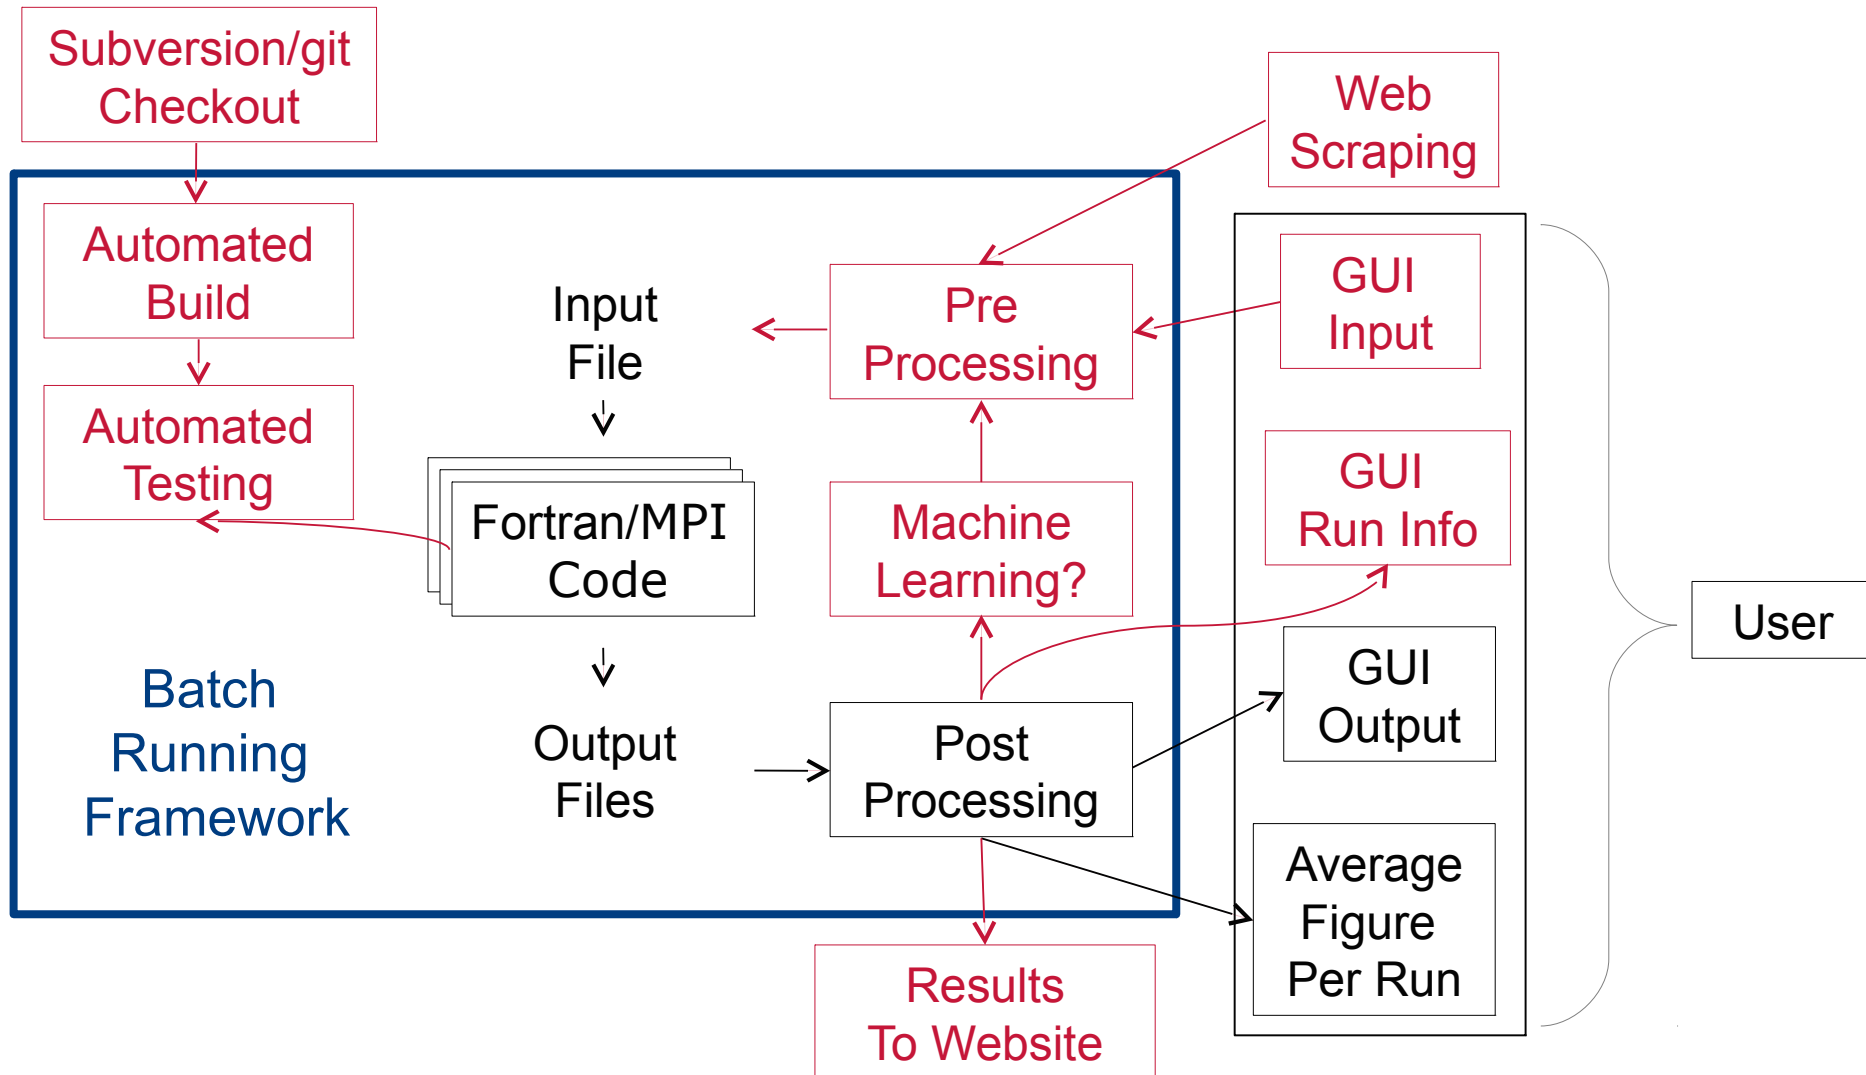 Subversion/git
Checkout
Web
Scraping
Automated
Build
Input
File
Pre
Processing
GUI
Input
Automated
Testing
Fortran/MPI
Code
Machine
Learning?
GUI
Run Info
User
Batch
Running
Framework
Output
Files
Post
Processing
GUI
Output
Average
Figure
Per Run
Results
To Website